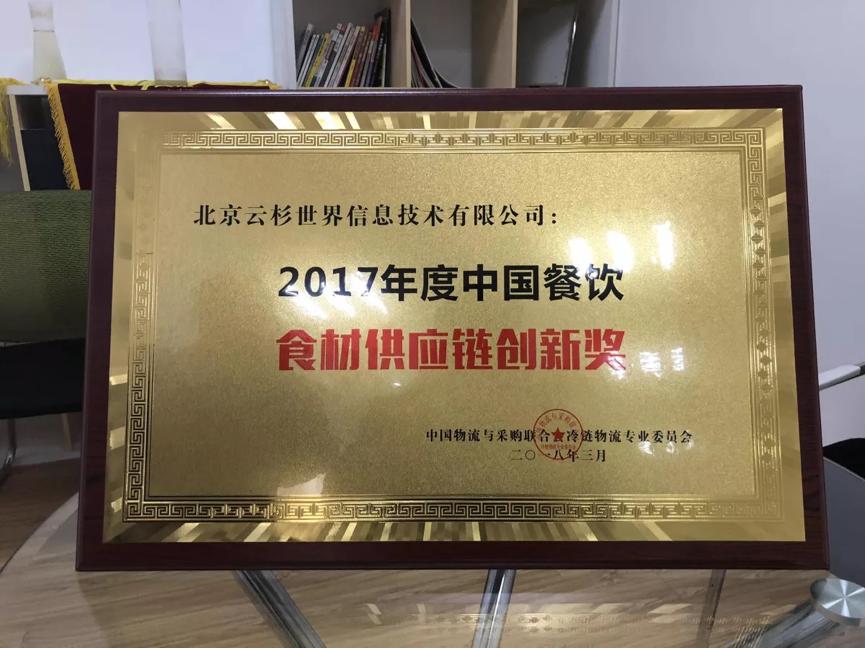 北京云杉世界信息技术有限公司：
2017年度中国餐饮
食材供应链创新奖
中国物流与采购联合会冷链物流专业委员会
二〇一八年三月